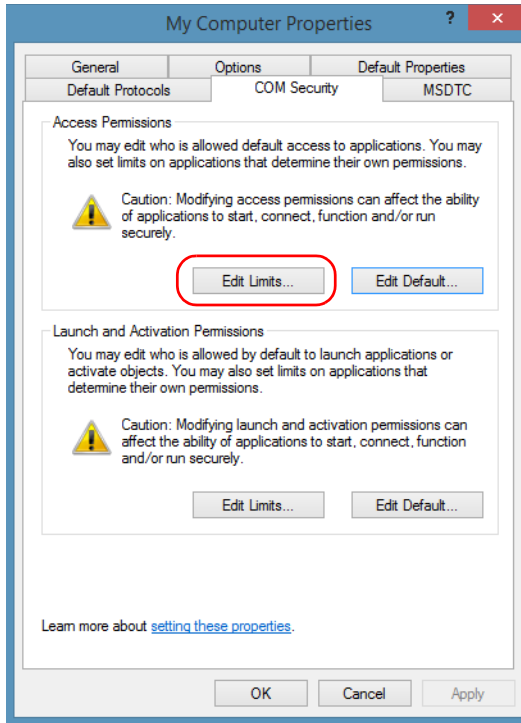 My Computer Properties
?
×
General
Options
Default Properties
Default Protocols
COM Security
MSDTC
Access Permissions
You may edit who is allowed default access to applications. You may
also set limits on applications that determine their own permissions.
Caution: Modifying access permissions can affect the ability
of applications to start, connect, function and/or run
securely.
Edit Limits...
Edit Default...
Launch and Activation Permissions
You may edit who is allowed by default to launch applications or
activate objects. You may also set limits on applications that
determine their own permissions.
Caution: Modifying launch and activation permissions can
affect the ability of applications to start, connect, function
and/or run securely.
Edit Limits...
Edit Default...
Learn more about setting these properties.
OK
Cancel
Apply